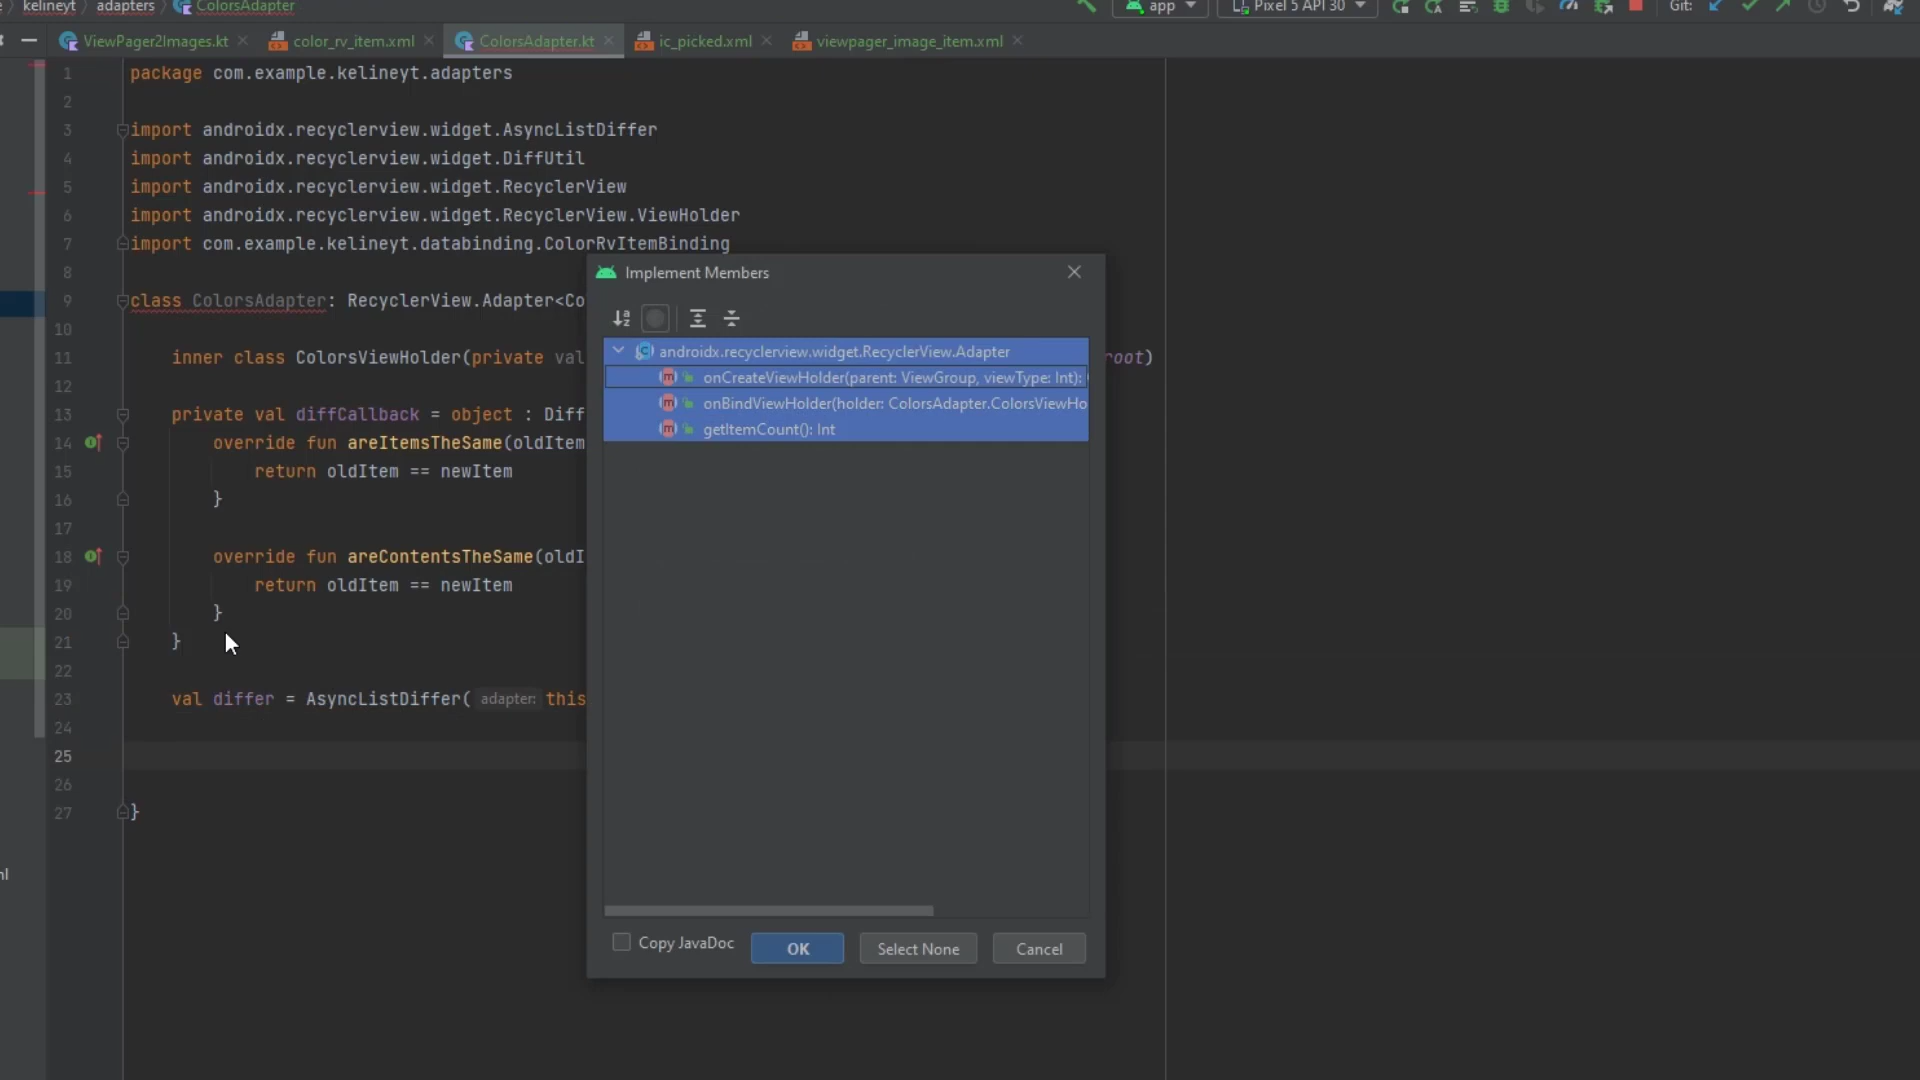 kelineyt adapters ColorsAdapter app Pixel 5 API 30 Git:
ViewPager2Images.kt color_rv_item.xml ColorsAdapter.kt ic_picked.xml viewpager_image_item.xml
1 package com.example.kelineyt.adapters
2
3 import androidx.recyclerview.widget.AsyncListDiffer
4 import androidx.recyclerview.widget.DiffUtil
5 import androidx.recyclerview.widget.RecyclerView
6 import androidx.recyclerview.widget.RecyclerView.ViewHolder
7 import com.example.kelineyt.databinding.ColorRvItemBinding
8
9 class ColorsAdapter: RecyclerView.Adapter<Co
10
11 inner class ColorsViewHolder(private val root)
12
13 private val diffCallback = object : Diff
14 override fun areItemsTheSame(oldItem
15 return oldItem == newItem
16 }
17
18 override fun areContentsTheSame(oldI
19 return oldItem == newItem
20 }
21 }
22
23 val differ = AsyncListDiffer( adapter: this
24
25
26
27 }
Implement Members
androidx.recyclerview.widget.RecyclerView.Adapter
onCreateViewHolder(parent: ViewGroup, viewType: Int):
onBindViewHolder(holder: ColorsAdapter.ColorsViewHo
getItemCount(): Int
Copy JavaDoc OK Select None Cancel